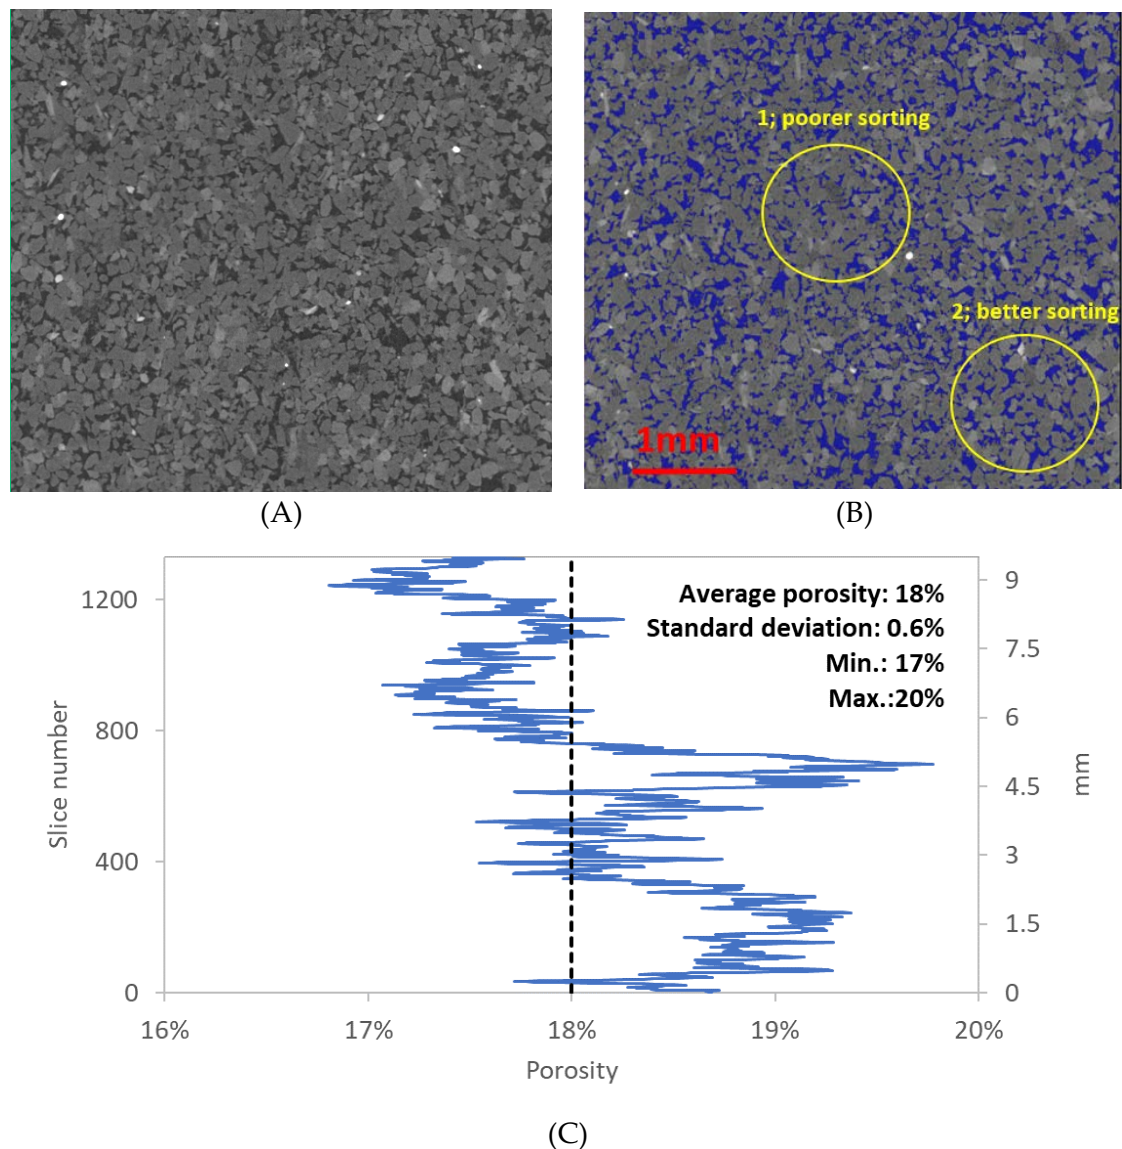 1; poorer sorting
2; better sorting
1mm
(A)
(B)
Average porosity: 18%
Standard deviation: 0.6%
Min.: 17%
Max.:20%
1200
800
400
0
Slice number
9
7.5
6
4.5
3
1.5
0
mm
16%
17%
18%
19%
20%
Porosity
(C)